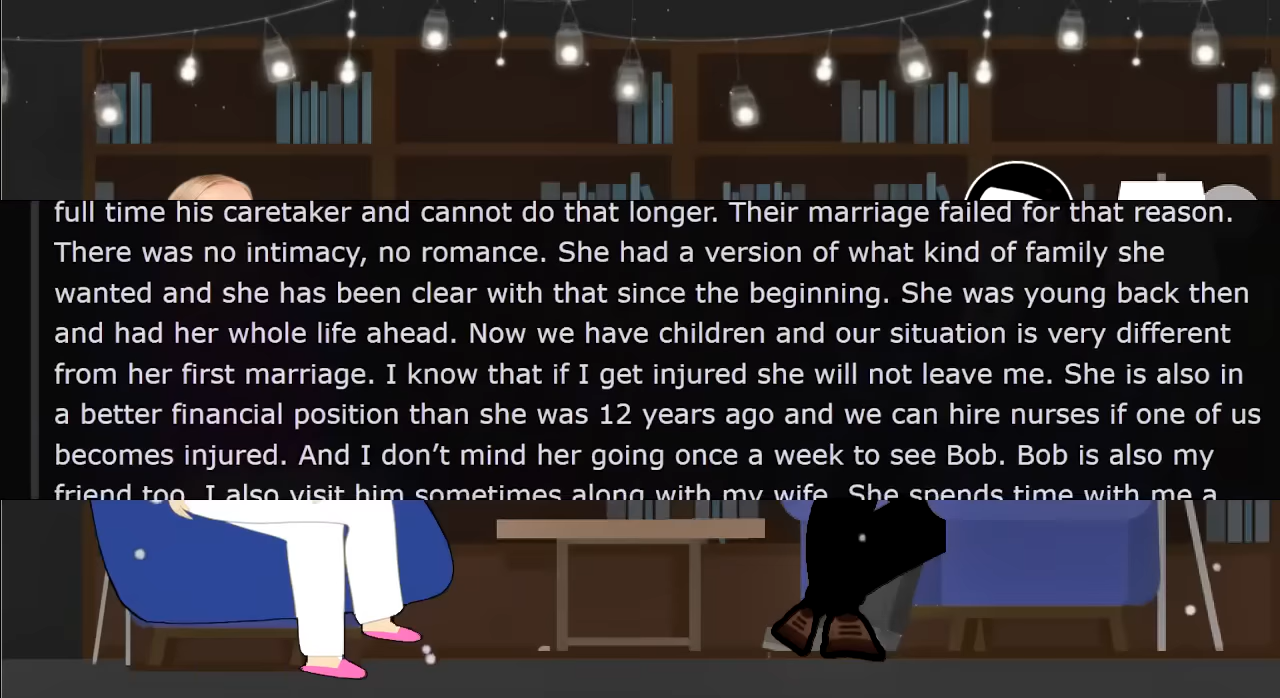 full time his caretaker and cannot do that longer. Their marriage failed for that reason.
There was no intimacy, no romance. She had a version of what kind of family she
wanted and she has been clear with that since the beginning. She was young back then
and had her whole life ahead. Now we have children and our situation is very different
from her first marriage. I know that if I get injured she will not leave me. She is also in
a better financial position than she was 12 years ago and we can hire nurses if one of us
becomes injured. And I don’t mind her going once a week to see Bob. Bob is also my
friend too. I also visit him sometimes along with my wife. She spends time with me a